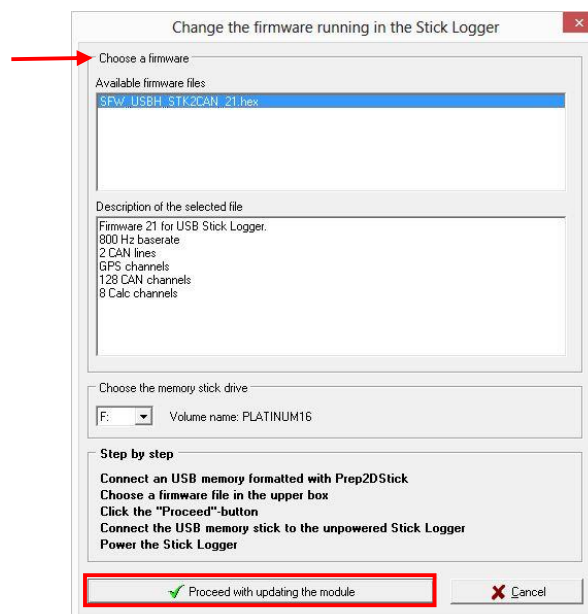 Change the firmware running in the Stick Logger
Choose a firmware
Available firmware files
SFW_USBH_STK2CAN_21.hex
Description of the selected file
Firmware 21 for USB Stick Logger.
800 Hz baserate
2 CAN lines
GPS channels
128 CAN channels
8 Calc channels
Choose the memory stick drive
F: Volume name: PLATINUM16
Step by step
Connect an USB memory formatted with Prep2DStick
Choose a firmware file in the upper box
Click the "Proceed"-button
Connect the USB memory stick to the unpowered Stick Logger
Power the Stick Logger
Proceed with updating the module Cancel